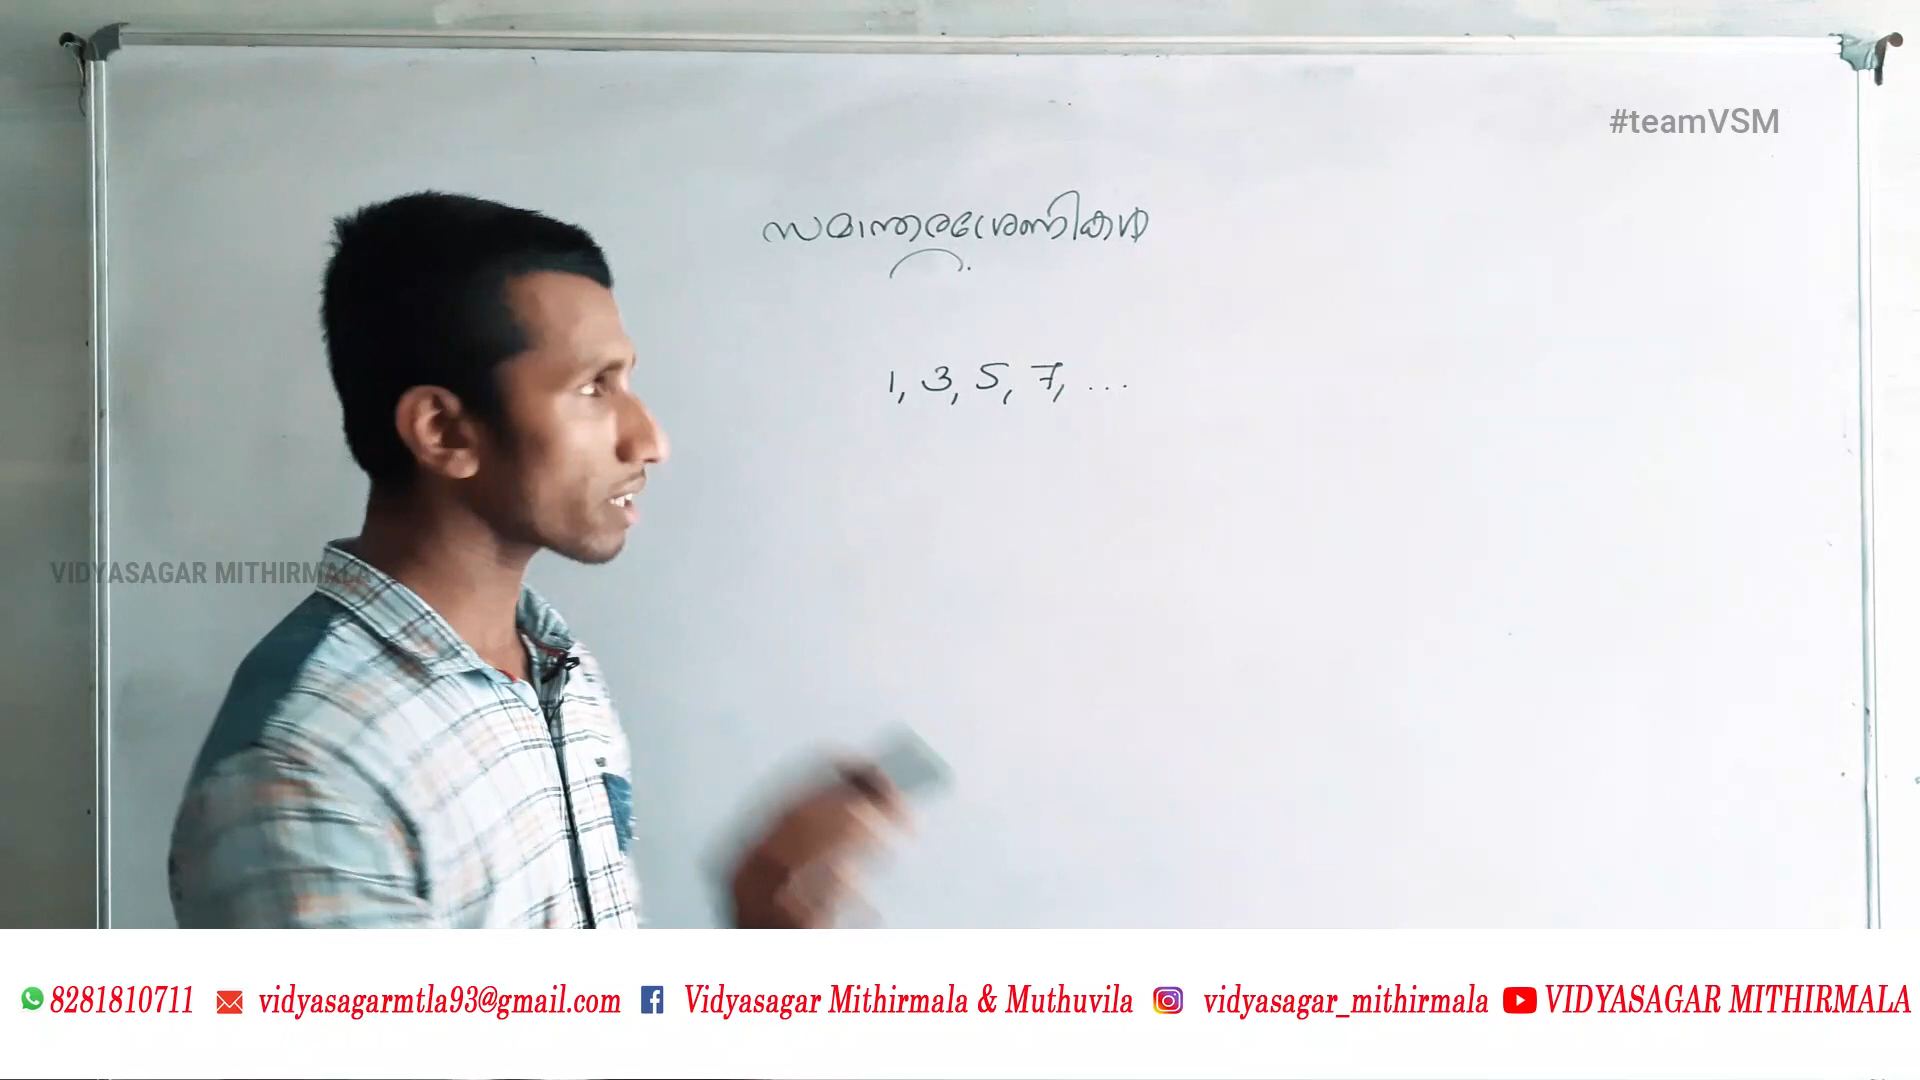 #teamVSM
സമാന്തരശ്രേണികൾ
1, 3, 5, 7, ...
VIDYASAGAR MITHIRMALA
8281810711 vidyasagarmtla93@gmail.com Vidyasagar Mithirmala & Muthuvila vidyasagar_mithirmala VIDYASAGAR MITHIRMALA